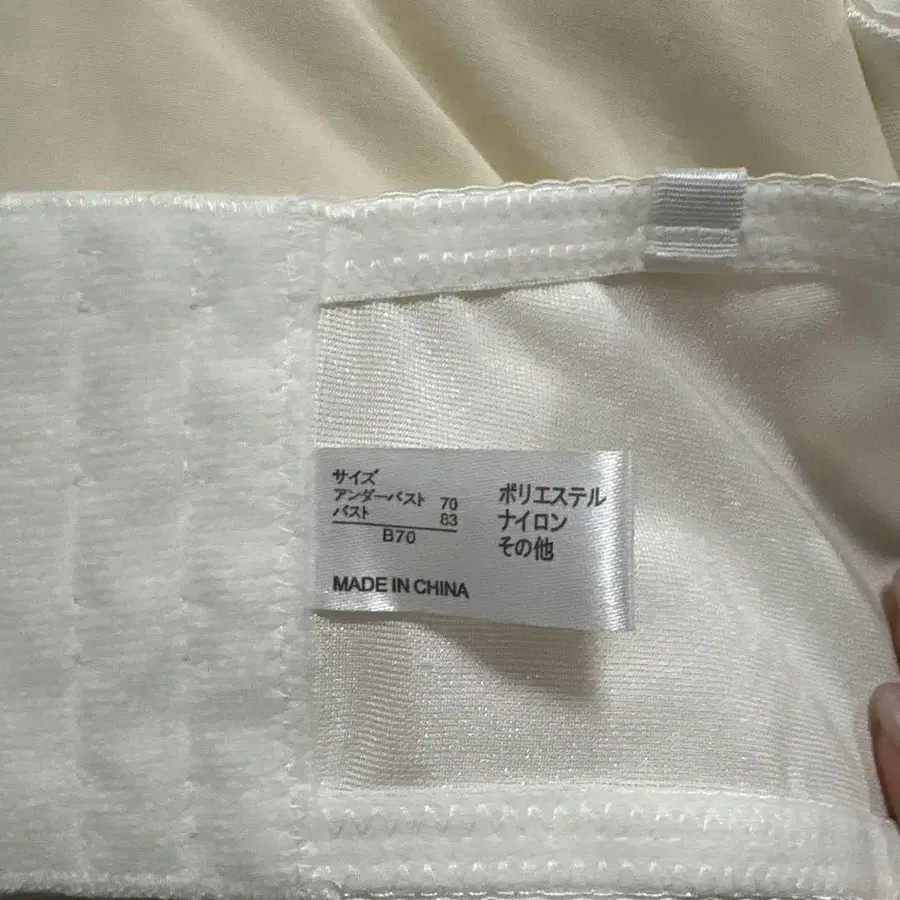 サイズ
アンダーバスト 70
バスト 83
B70
MADE IN CHINA
ポリエステル
ナイロン
その他